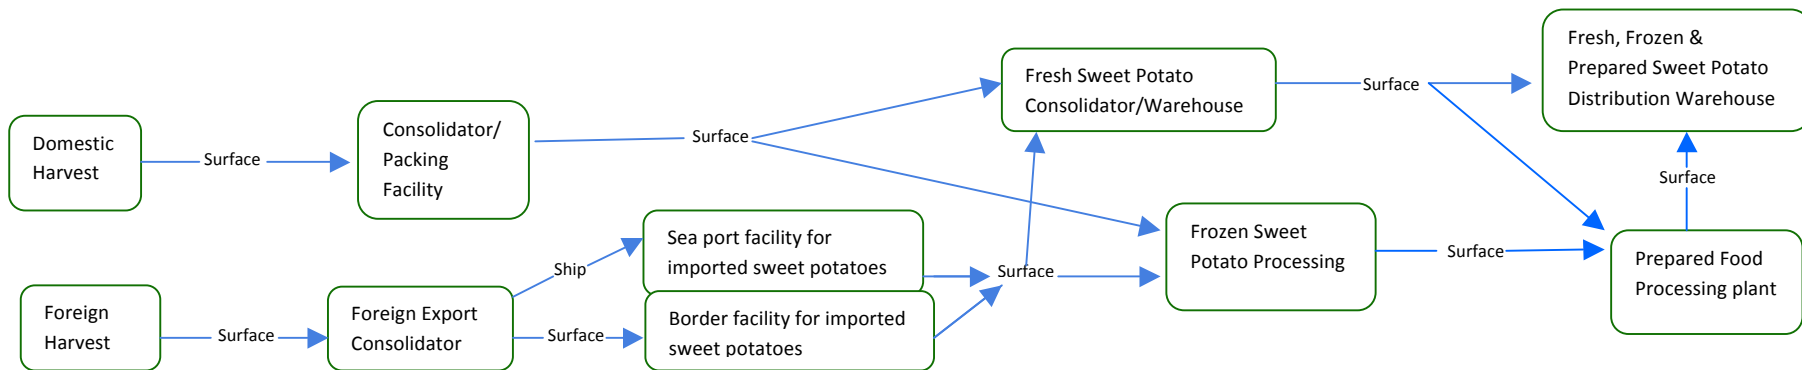 Domestic
Harvest
Surface
Consolidator/
Packing
Facility
Surface
Fresh Sweet Potato
Consolidator/Warehouse
Surface
Fresh, Frozen &
Prepared Sweet Potato
Distribution Warehouse
Foreign
Harvest
Surface
Foreign Export
Consolidator
Ship
Surface
Sea port facility for
imported sweet potatoes
Border facility for imported
sweet potatoes
Surface
Frozen Sweet
Potato Processing
Surface
Prepared Food
Processing plant
Surface